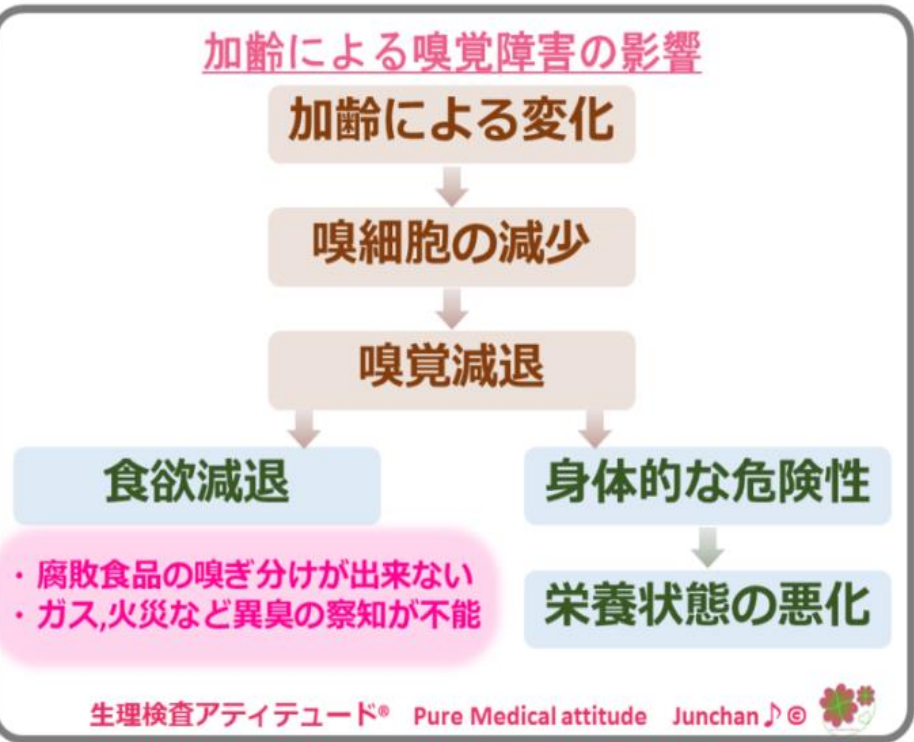 加齢による嗅覚障害の影響
加齢による変化
嗅細胞の減少
嗅覚減退
食欲減退
身体的な危険性
・腐敗食品の嗅ぎ分けが出来ない
・ガス,火災など異臭の察知が不能
栄養状態の悪化
生理検査アティテュード® Pure Medical attitude Junchan♪©